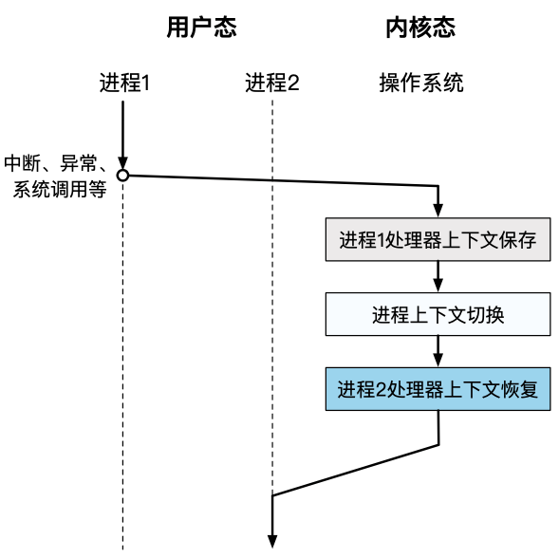 用户态 内核态
进程1 进程2 操作系统
中断、异常、
系统调用等
进程1处理器上下文保存
进程上下文切换
进程2处理器上下文恢复